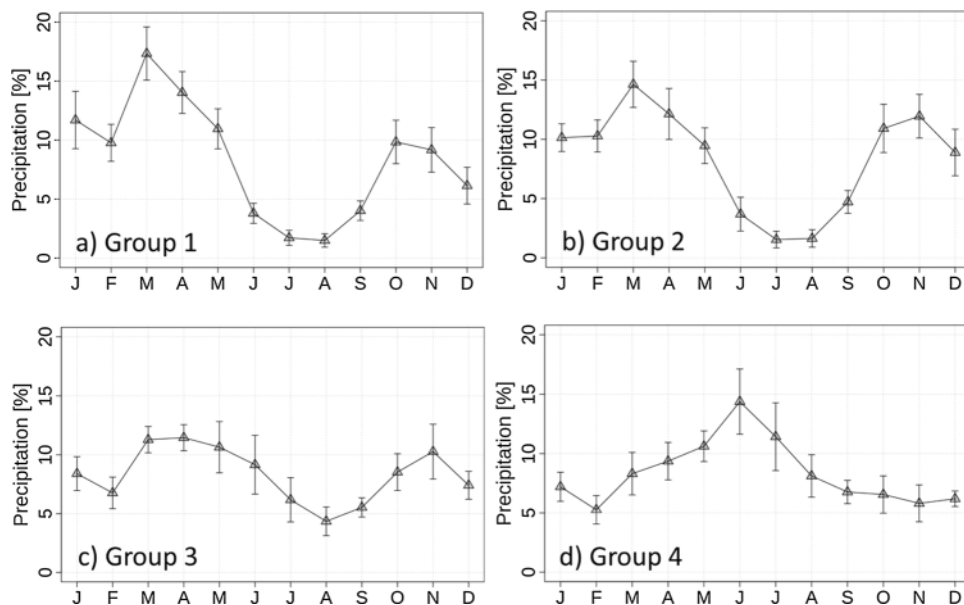 Precipitation [%]
20
15
10
5
0
a) Group 1
J F M A M J J A S O N D
Precipitation [%]
20
15
10
5
0
b) Group 2
J F M A M J J A S O N D
Precipitation [%]
20
15
10
5
0
c) Group 3
J F M A M J J A S O N D
Precipitation [%]
20
15
10
5
0
d) Group 4
J F M A M J J A S O N D